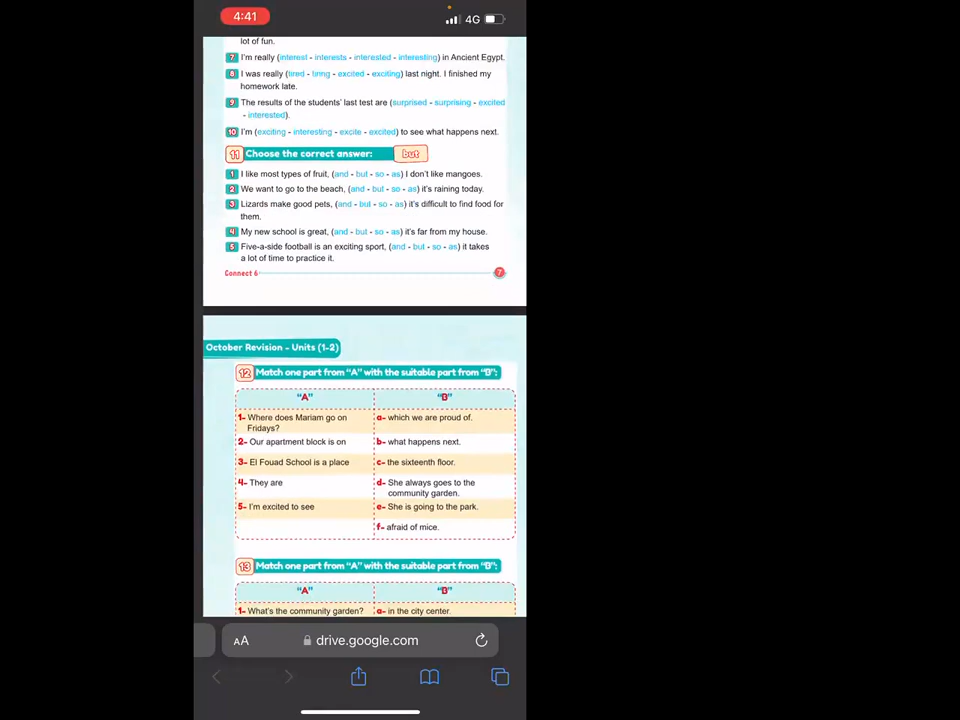 4:41
4G
lot of fun.
7 I'm really (interest - interests - interested - interesting) in Ancient Egypt.
8 I was really (tired - tiring - excited - exciting) last night. I finished my
homework late.
9 The results of the students' last test are (surprised - surprising - excited
- interested).
10 I'm (exciting - interesting - excite - excited) to see what happens next.
11 Choose the correct answer: but
1 I like most types of fruit, (and - but - so - as) I don't like mangoes.
2 We want to go to the beach, (and - but - so - as) it's raining today.
3 Lizards make good pets, (and - but - so - as) it's difficult to find food for
them.
4 My new school is great, (and - but - so - as) it's far from my house.
5 Five-a-side football is an exciting sport, (and - but - so - as) it takes
a lot of time to practice it.
Connect 6 7
October Revision - Units (1-2)
12 Match one part from "A" with the suitable part from "B":
"A" "B"
1- Where does Mariam go on a- which we are proud of.
Fridays?
2- Our apartment block is on b- what happens next.
3- El Fouad School is a place c- the sixteenth floor.
4- They are d- She always goes to the
community garden.
5- I'm excited to see e- She is going to the park.
f- afraid of mice.
13 Match one part from "A" with the suitable part from "B":
"A" "B"
1- What's the community garden? a- in the city center.
AA drive.google.com